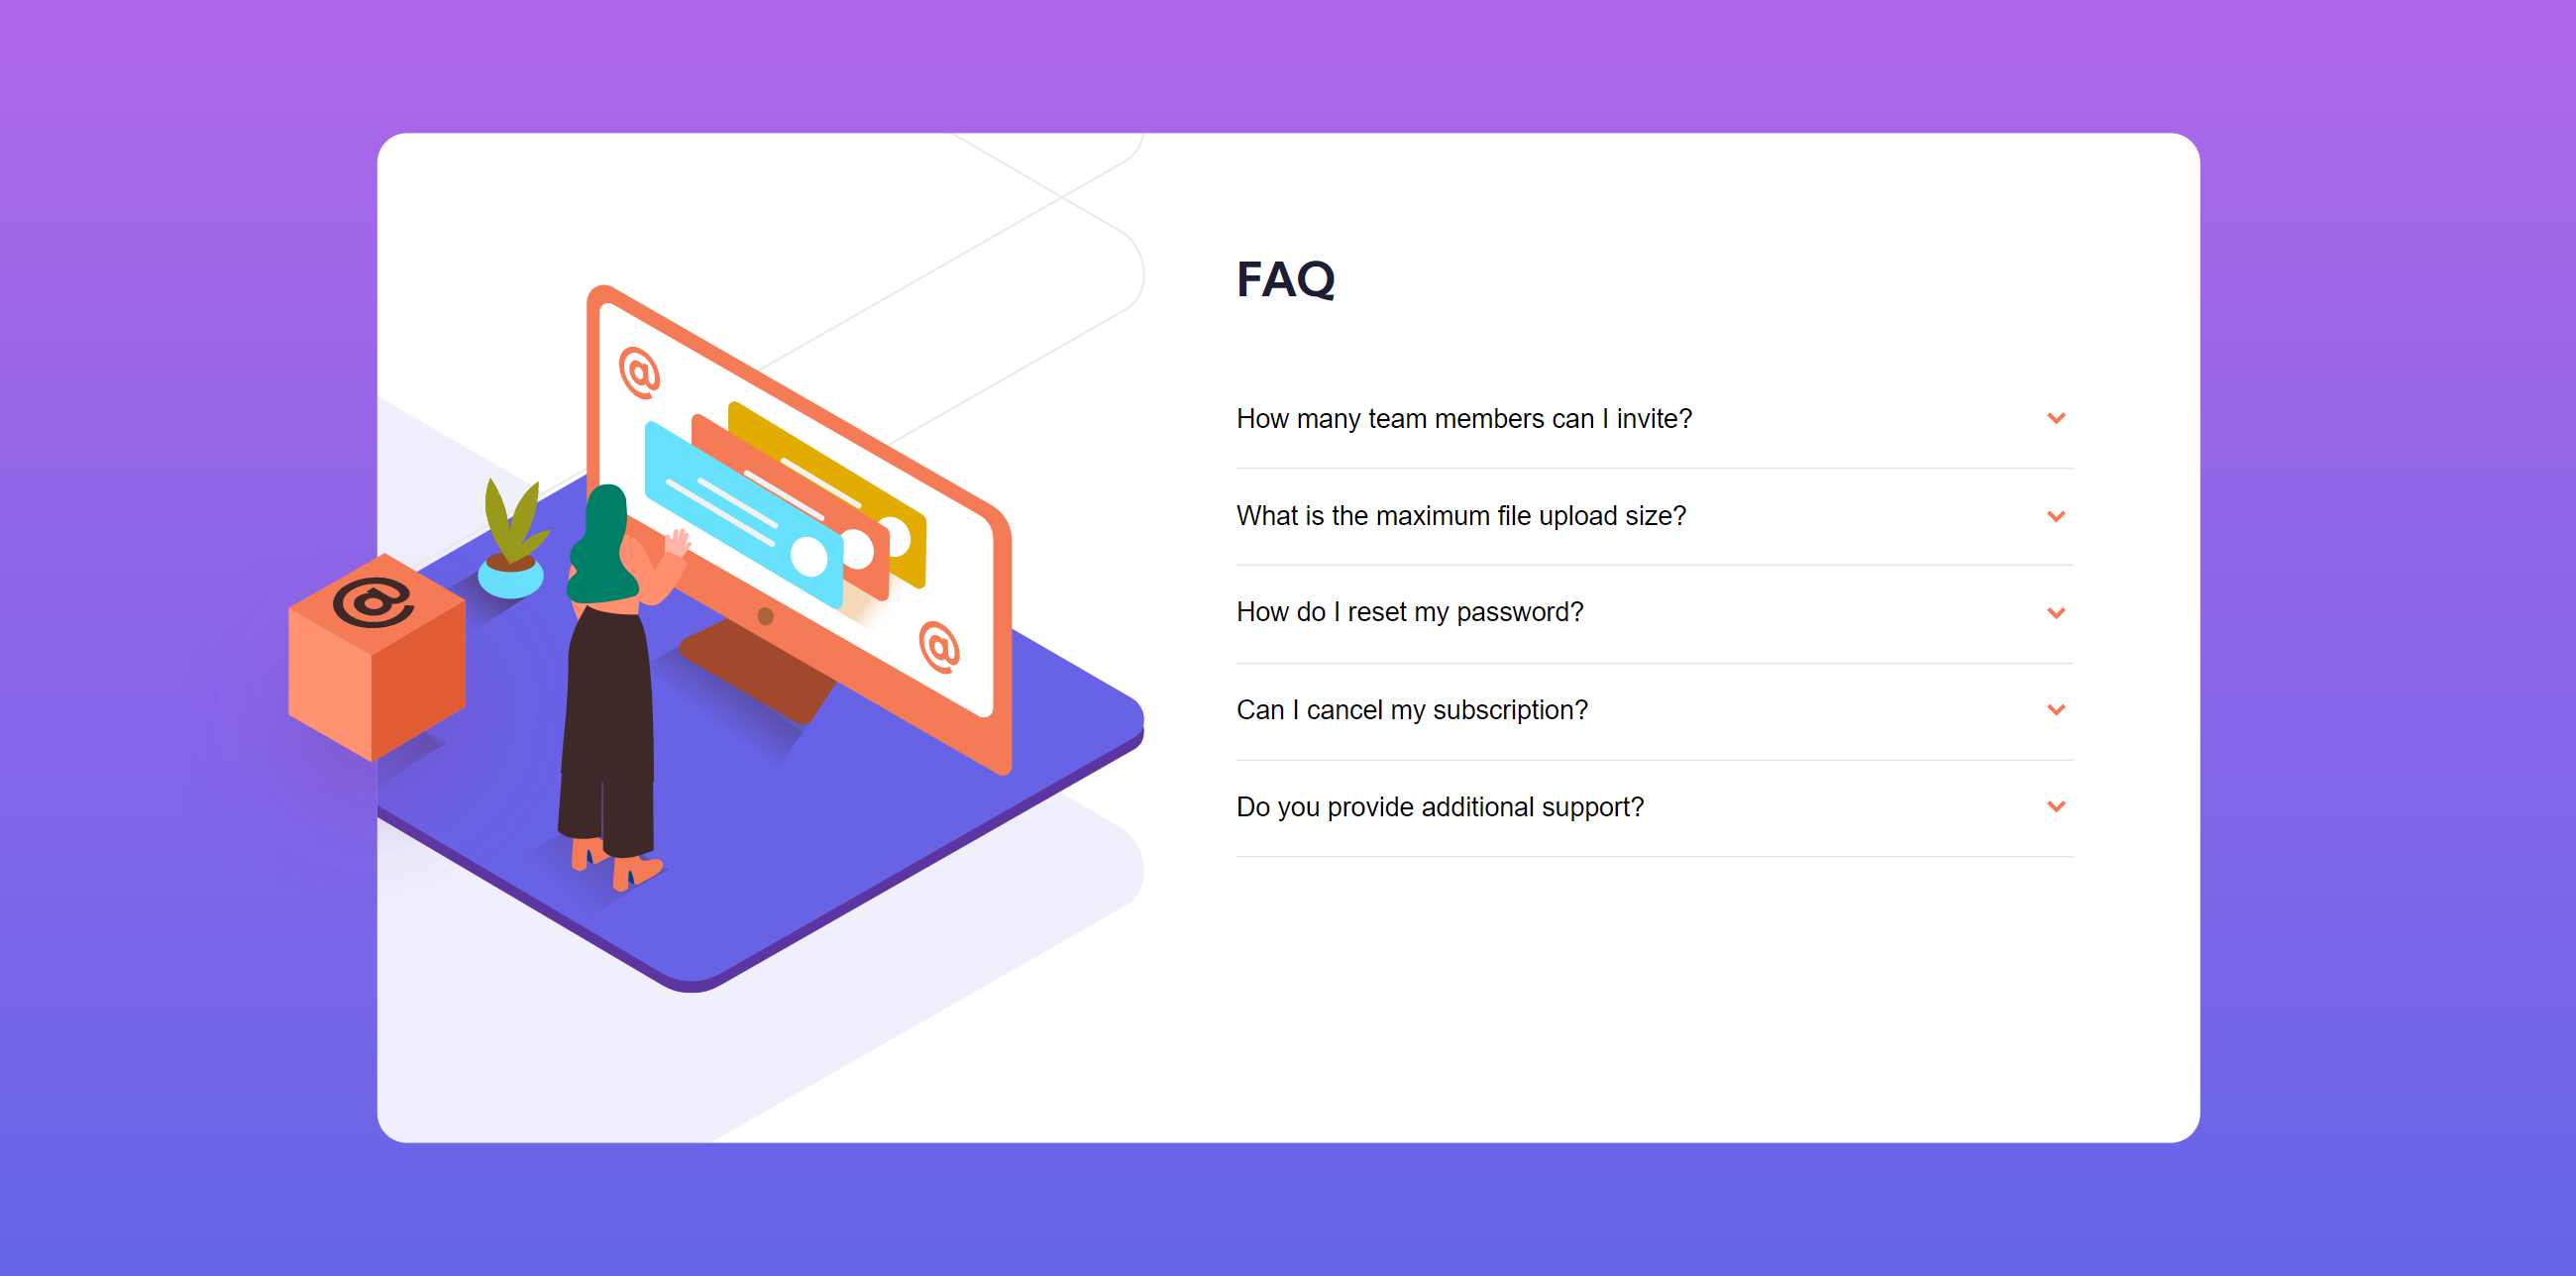 FAQ
@
How many team members can I invite?
What is the maximum file upload size?
@
How do I reset my password?
@
Can I cancel my subscription?
Do you provide additional support?